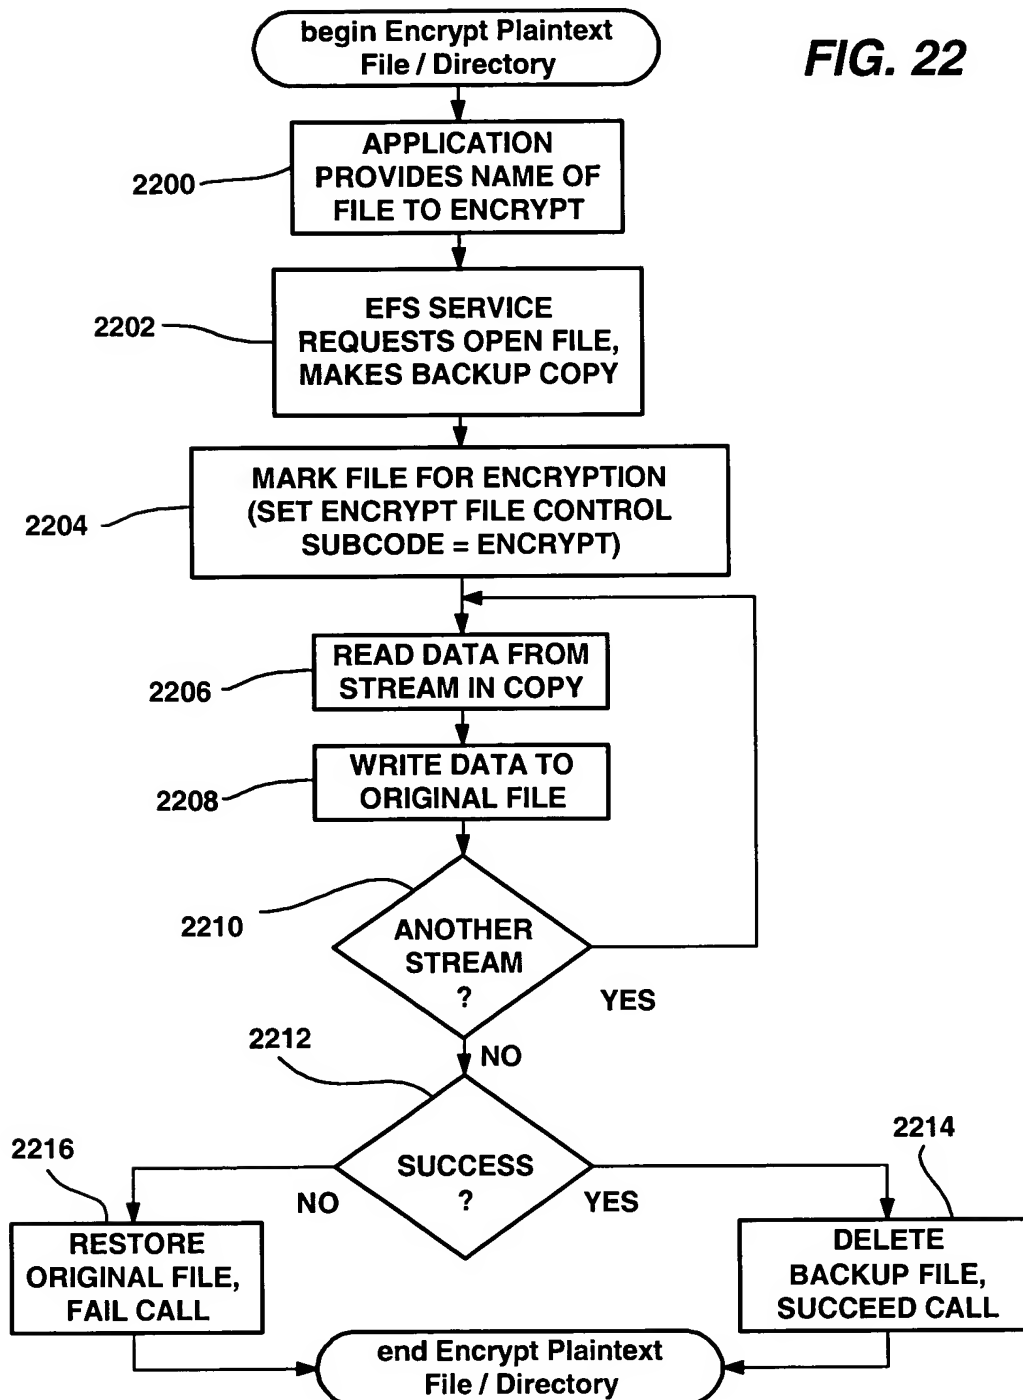 begin Encrypt Plaintext
File / Directory
FIG. 22
APPLICATION
PROVIDES NAME OF
FILE TO ENCRYPT
2200
EFS SERVICE
REQUESTS OPEN FILE,
MAKES BACKUP COPY
2202
MARK FILE FOR ENCRYPTION
(SET ENCRYPT FILE CONTROL
SUBCODE = ENCRYPT)
2204
READ DATA FROM
STREAM IN COPY
2206
WRITE DATA TO
ORIGINAL FILE
2208
ANOTHER
STREAM
?
2210
YES
NO
2212
SUCCESS
?
NO
YES
2216
2214
RESTORE
ORIGINAL FILE,
FAIL CALL
DELETE
BACKUP FILE,
SUCCEED CALL
end Encrypt Plaintext
File / Directory